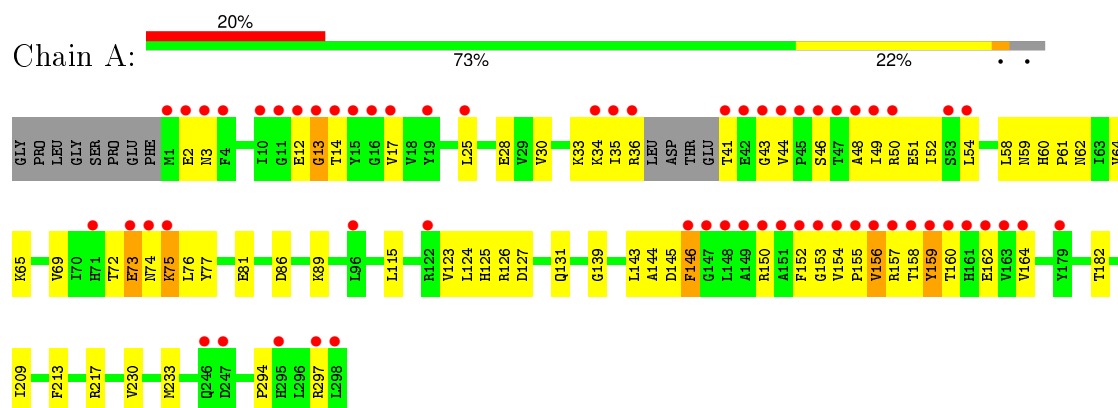 20%
Chain A:
73% 22% • •
GLY PRO LEU GLY SER PRO GLU PHE M1 E2 N3 F4 I10 G11 E12 G13 T14 Y15 G16 V17 V18 Y19 L25 E28 V29 V30 K33 K34 I35 R36 LEU ASP THR GLU T41 E42 G43 V44 P45 S46 T47 A48 I49 R50 E51 I52 S53 L54 L58 N59 H60 P61 N62 I63 V64
K65 V69 I70 H71 T72 E73 N74 K75 L76 Y77 E81 D86 K89 L96 L115 R122 V123 L124 H125 R126 D127 Q131 G139 L143 A144 D145 F146 G147 L148 A149 R150 A151 F152 G153 V154 P155 V156 R157 T158 Y159 T160 H161 E162 V163 V164 Y179 T182
I209 F213 R217 V230 M233 Q246 D247 P294 H295 L296 R297 L298